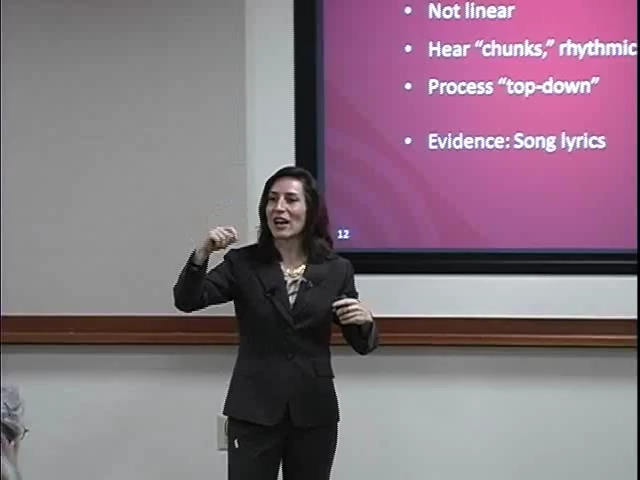 • Not linear
• Hear “chunks,” rhythmic
• Process “top-down”
• Evidence: Song lyrics
12